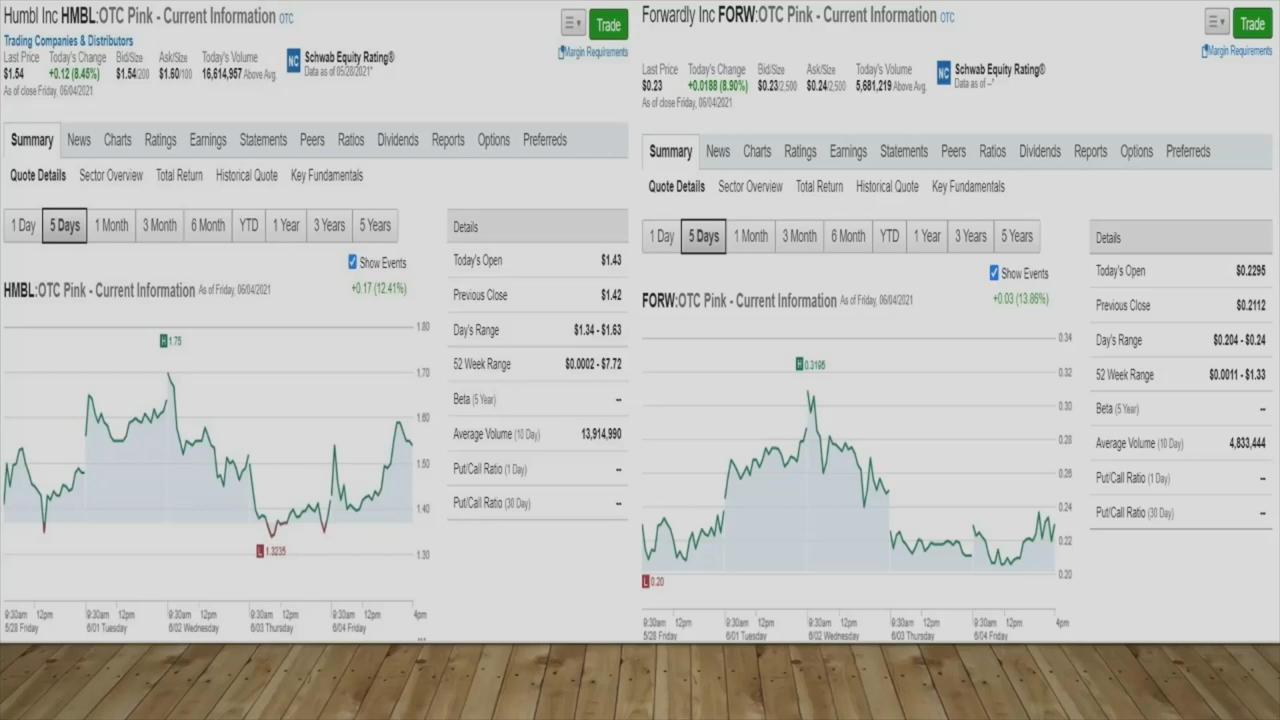 Humbl Inc HMBL:OTC Pink - Current Information OTC
Trading Companies & Distributors
Last Price Today's Change Bid/Size Ask/Size Today's Volume
$1.54 +0.12 (8.45%) $1.54/200 $1.60/100 16,614,957 Above Avg.
As of close Friday, 06/04/2021
NC Schwab Equity Rating®
Data as of 05/28/2021*
Trade
Margin Requirements
Summary News Charts Ratings Earnings Statements Peers Ratios Dividends Reports Options Preferreds
Quote Details Sector Overview Total Return Historical Quote Key Fundamentals
1 Day 5 Days 1 Month 3 Month 6 Month YTD 1 Year 3 Years 5 Years
Show Events
HMBL:OTC Pink - Current Information As of Friday, 06/04/2021
+0.17 (12.41%)
1.80
H 1.75
1.70
1.60
1.50
1.40
L 1.3235
1.30
9:30am 12pm 9:30am 12pm 9:30am 12pm 9:30am 12pm 9:30am 12pm 4pm
5/28 Friday 6/01 Tuesday 6/02 Wednesday 6/03 Thursday 6/04 Friday
Details
Today's Open $1.43
Previous Close $1.42
Day's Range $1.34 - $1.63
52 Week Range $0.0002 - $7.72
Beta (5 Year) --
Average Volume (10 Day) 13,914,990
Put/Call Ratio (1 Day) --
Put/Call Ratio (30 Day) --
Forwardly Inc FORW:OTC Pink - Current Information OTC
Last Price Today's Change Bid/Size Ask/Size Today's Volume
$0.23 +0.0188 (8.90%) $0.23/2,500 $0.24/2,500 5,681,219 Above Avg.
As of close Friday, 06/04/2021
NC Schwab Equity Rating®
Data as of --*
Trade
Margin Requirements
Summary News Charts Ratings Earnings Statements Peers Ratios Dividends Reports Options Preferreds
Quote Details Sector Overview Total Return Historical Quote Key Fundamentals
1 Day 5 Days 1 Month 3 Month 6 Month YTD 1 Year 3 Years 5 Years
Show Events
FORW:OTC Pink - Current Information As of Friday, 06/04/2021
+0.03 (13.86%)
0.34
H 0.3195
0.32
0.30
0.28
0.26
0.24
0.22
L 0.20
0.20
9:30am 12pm 9:30am 12pm 9:30am 12pm 9:30am 12pm 9:30am 12pm 4pm
5/28 Friday 6/01 Tuesday 6/02 Wednesday 6/03 Thursday 6/04 Friday
Details
Today's Open $0.2295
Previous Close $0.2112
Day's Range $0.204 - $0.24
52 Week Range $0.0011 - $1.33
Beta (5 Year) --
Average Volume (10 Day) 4,833,444
Put/Call Ratio (1 Day) --
Put/Call Ratio (30 Day) --